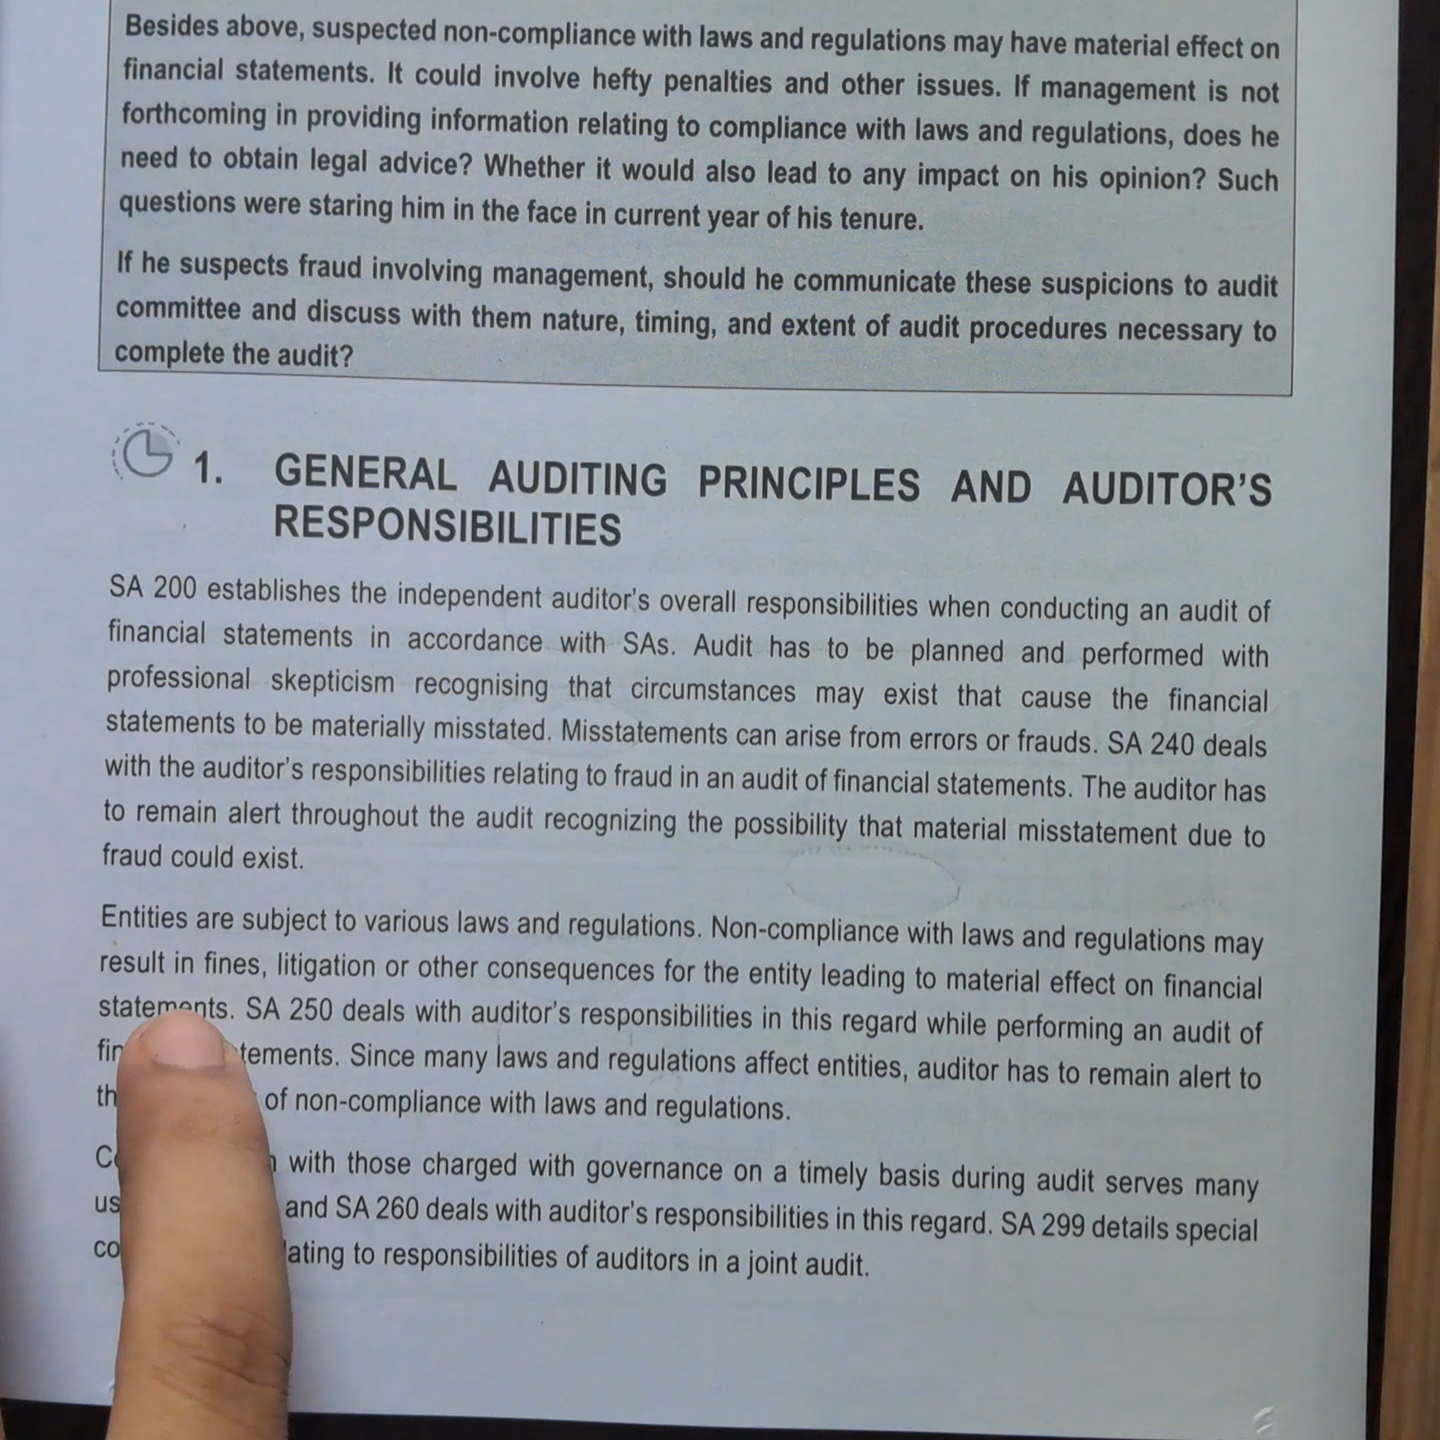 Besides above, suspected non-compliance with laws and regulations may have material effect on
financial statements. It could involve hefty penalties and other issues. If management is not
forthcoming in providing information relating to compliance with laws and regulations, does he
need to obtain legal advice? Whether it would also lead to any impact on his opinion? Such
questions were staring him in the face in current year of his tenure.
If he suspects fraud involving management, should he communicate these suspicions to audit
committee and discuss with them nature, timing, and extent of audit procedures necessary to
complete the audit?
1. GENERAL AUDITING PRINCIPLES AND AUDITOR'S
RESPONSIBILITIES
SA 200 establishes the independent auditor's overall responsibilities when conducting an audit of
financial statements in accordance with SAs. Audit has to be planned and performed with
professional skepticism recognising that circumstances may exist that cause the financial
statements to be materially misstated. Misstatements can arise from errors or frauds. SA 240 deals
with the auditor's responsibilities relating to fraud in an audit of financial statements. The auditor has
to remain alert throughout the audit recognizing the possibility that material misstatement due to
fraud could exist.
Entities are subject to various laws and regulations. Non-compliance with laws and regulations may
result in fines, litigation or other consequences for the entity leading to material effect on financial
statements. SA 250 deals with auditor's responsibilities in this regard while performing an audit of
tements. Since many laws and regulations affect entities, auditor has to remain alert to
of non-compliance with laws and regulations.
with those charged with governance on a timely basis during audit serves many
and SA 260 deals with auditor's responsibilities in this regard. SA 299 details special
lating to responsibilities of auditors in a joint audit.